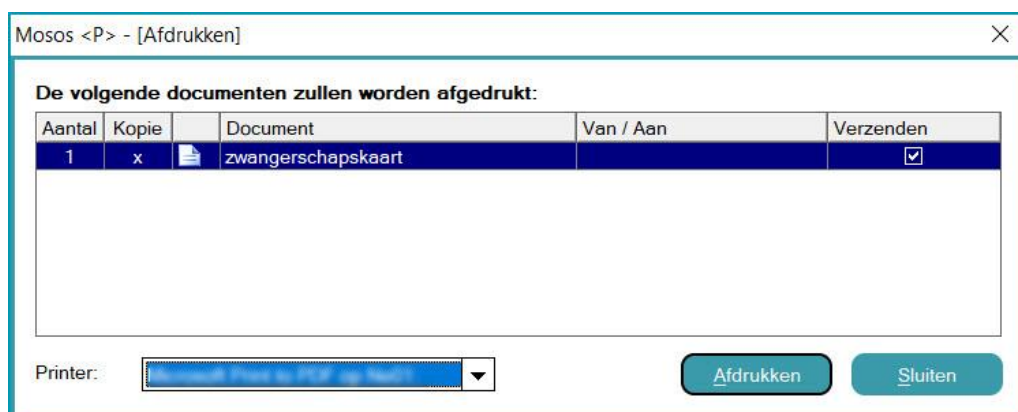 Mosos <P> - [Afdrukken]
De volgende documenten zullen worden afgedrukt:
Aantal Kopie Document Van / Aan Verzenden
1 x zwangerschapskaart
Printer: Afdrukken Sluiten